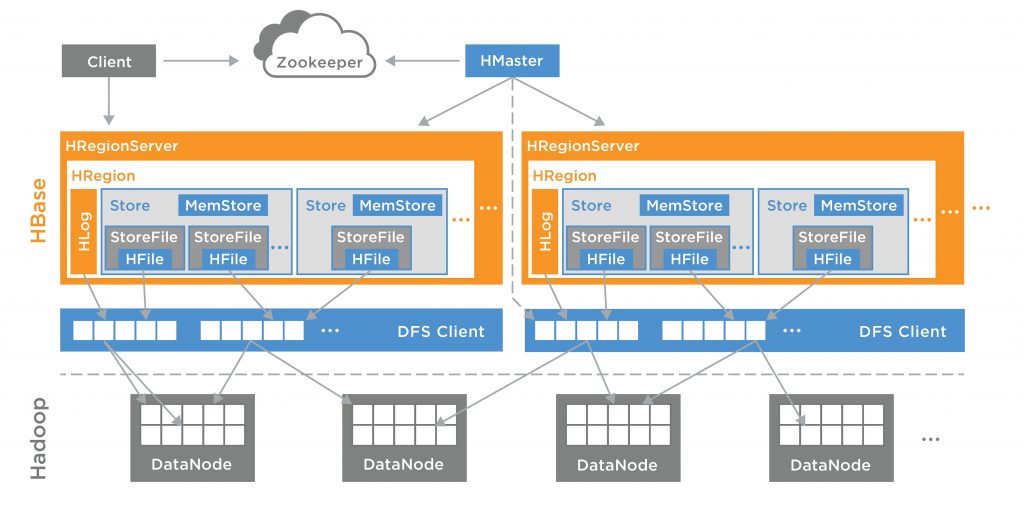 Client
Zookeeper
HMaster
HBase
HRegionServer
HRegion
HLog
Store
MemStore
StoreFile
HFile
StoreFile
HFile
...
Store
MemStore
StoreFile
HFile
...
...
HRegionServer
HRegion
HLog
Store
MemStore
StoreFile
HFile
StoreFile
HFile
...
Store
MemStore
StoreFile
HFile
...
...
...
...
DFS Client
...
DFS Client
Hadoop
DataNode
DataNode
DataNode
DataNode
...